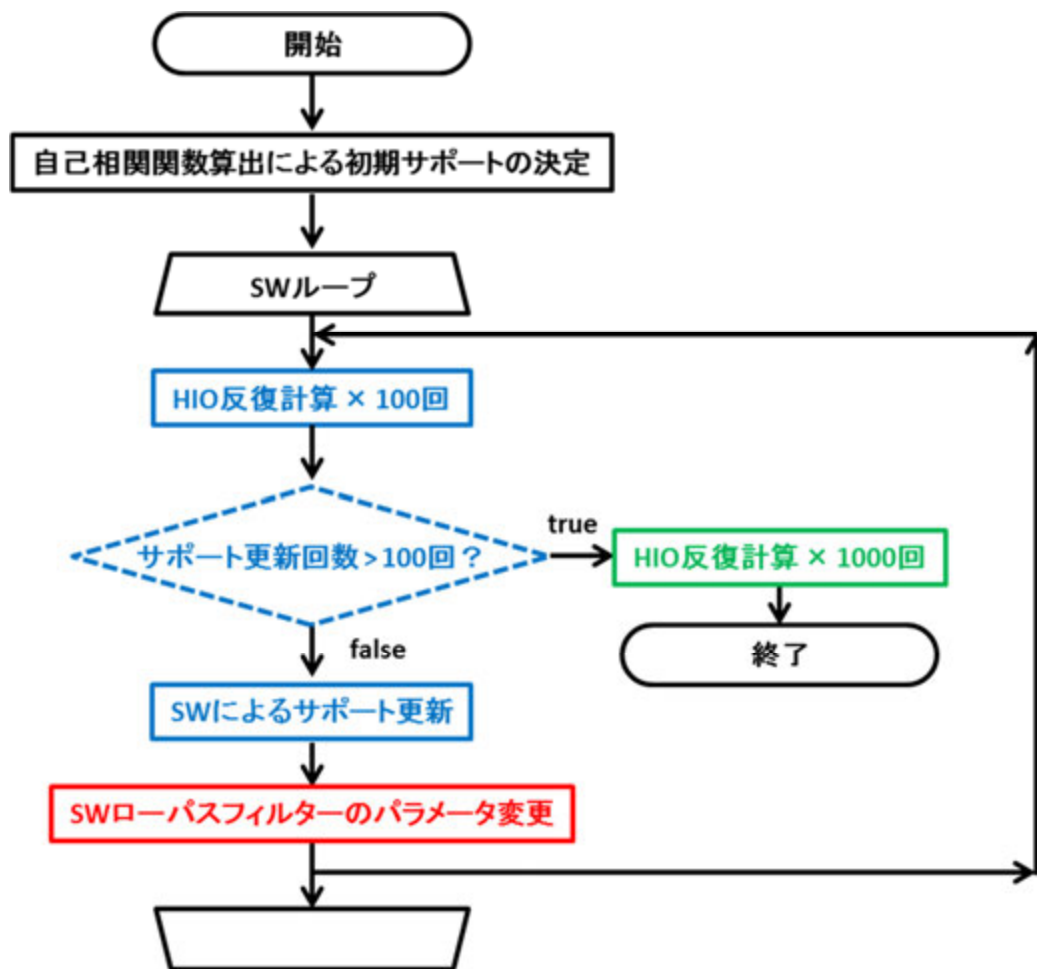 開始
自己相関関数算出による初期サポートの決定
SWループ
HIO反復計算 × 100回
サポート更新回数 > 100回？
true
HIO反復計算 × 1000回
終了
false
SWによるサポート更新
SWローパスフィルターのパラメータ変更